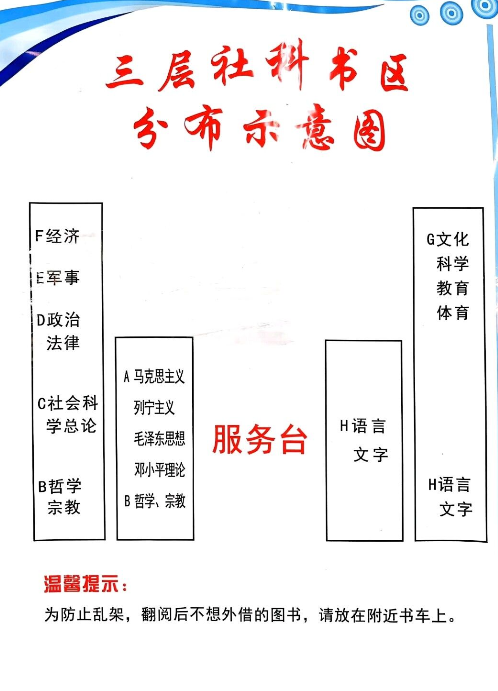 三层社科书区
分布示意图
F经济
E军事
D政治
法律
C社会科
学总论
B哲学
宗教
A 马克思主义
列宁主义
毛泽东思想
邓小平理论
B 哲学、宗教
服务台
H语言
文字
G文化
科学
教育
体育
H语言
文字
温馨提示：
为防止乱架，翻阅后不想外借的图书，请放在附近书车上。